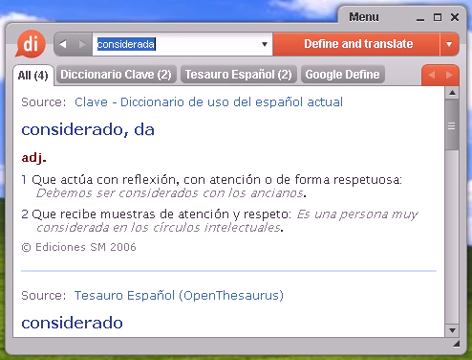 Menu
di
considerada
Define and translate
All (4)
Diccionario Clave (2)
Tesauro Español (2)
Google Define
Source: Clave - Diccionario de uso del español actual
considerado, da
adj.
1 Que actúa con reflexión, con atención o de forma respetuosa:
Debemos ser considerados con los ancianos.
2 Que recibe muestras de atención y respeto: Es una persona muy
considerada en los círculos intelectuales.
© Ediciones SM 2006
Source: Tesauro Español (OpenThesaurus)
considerado